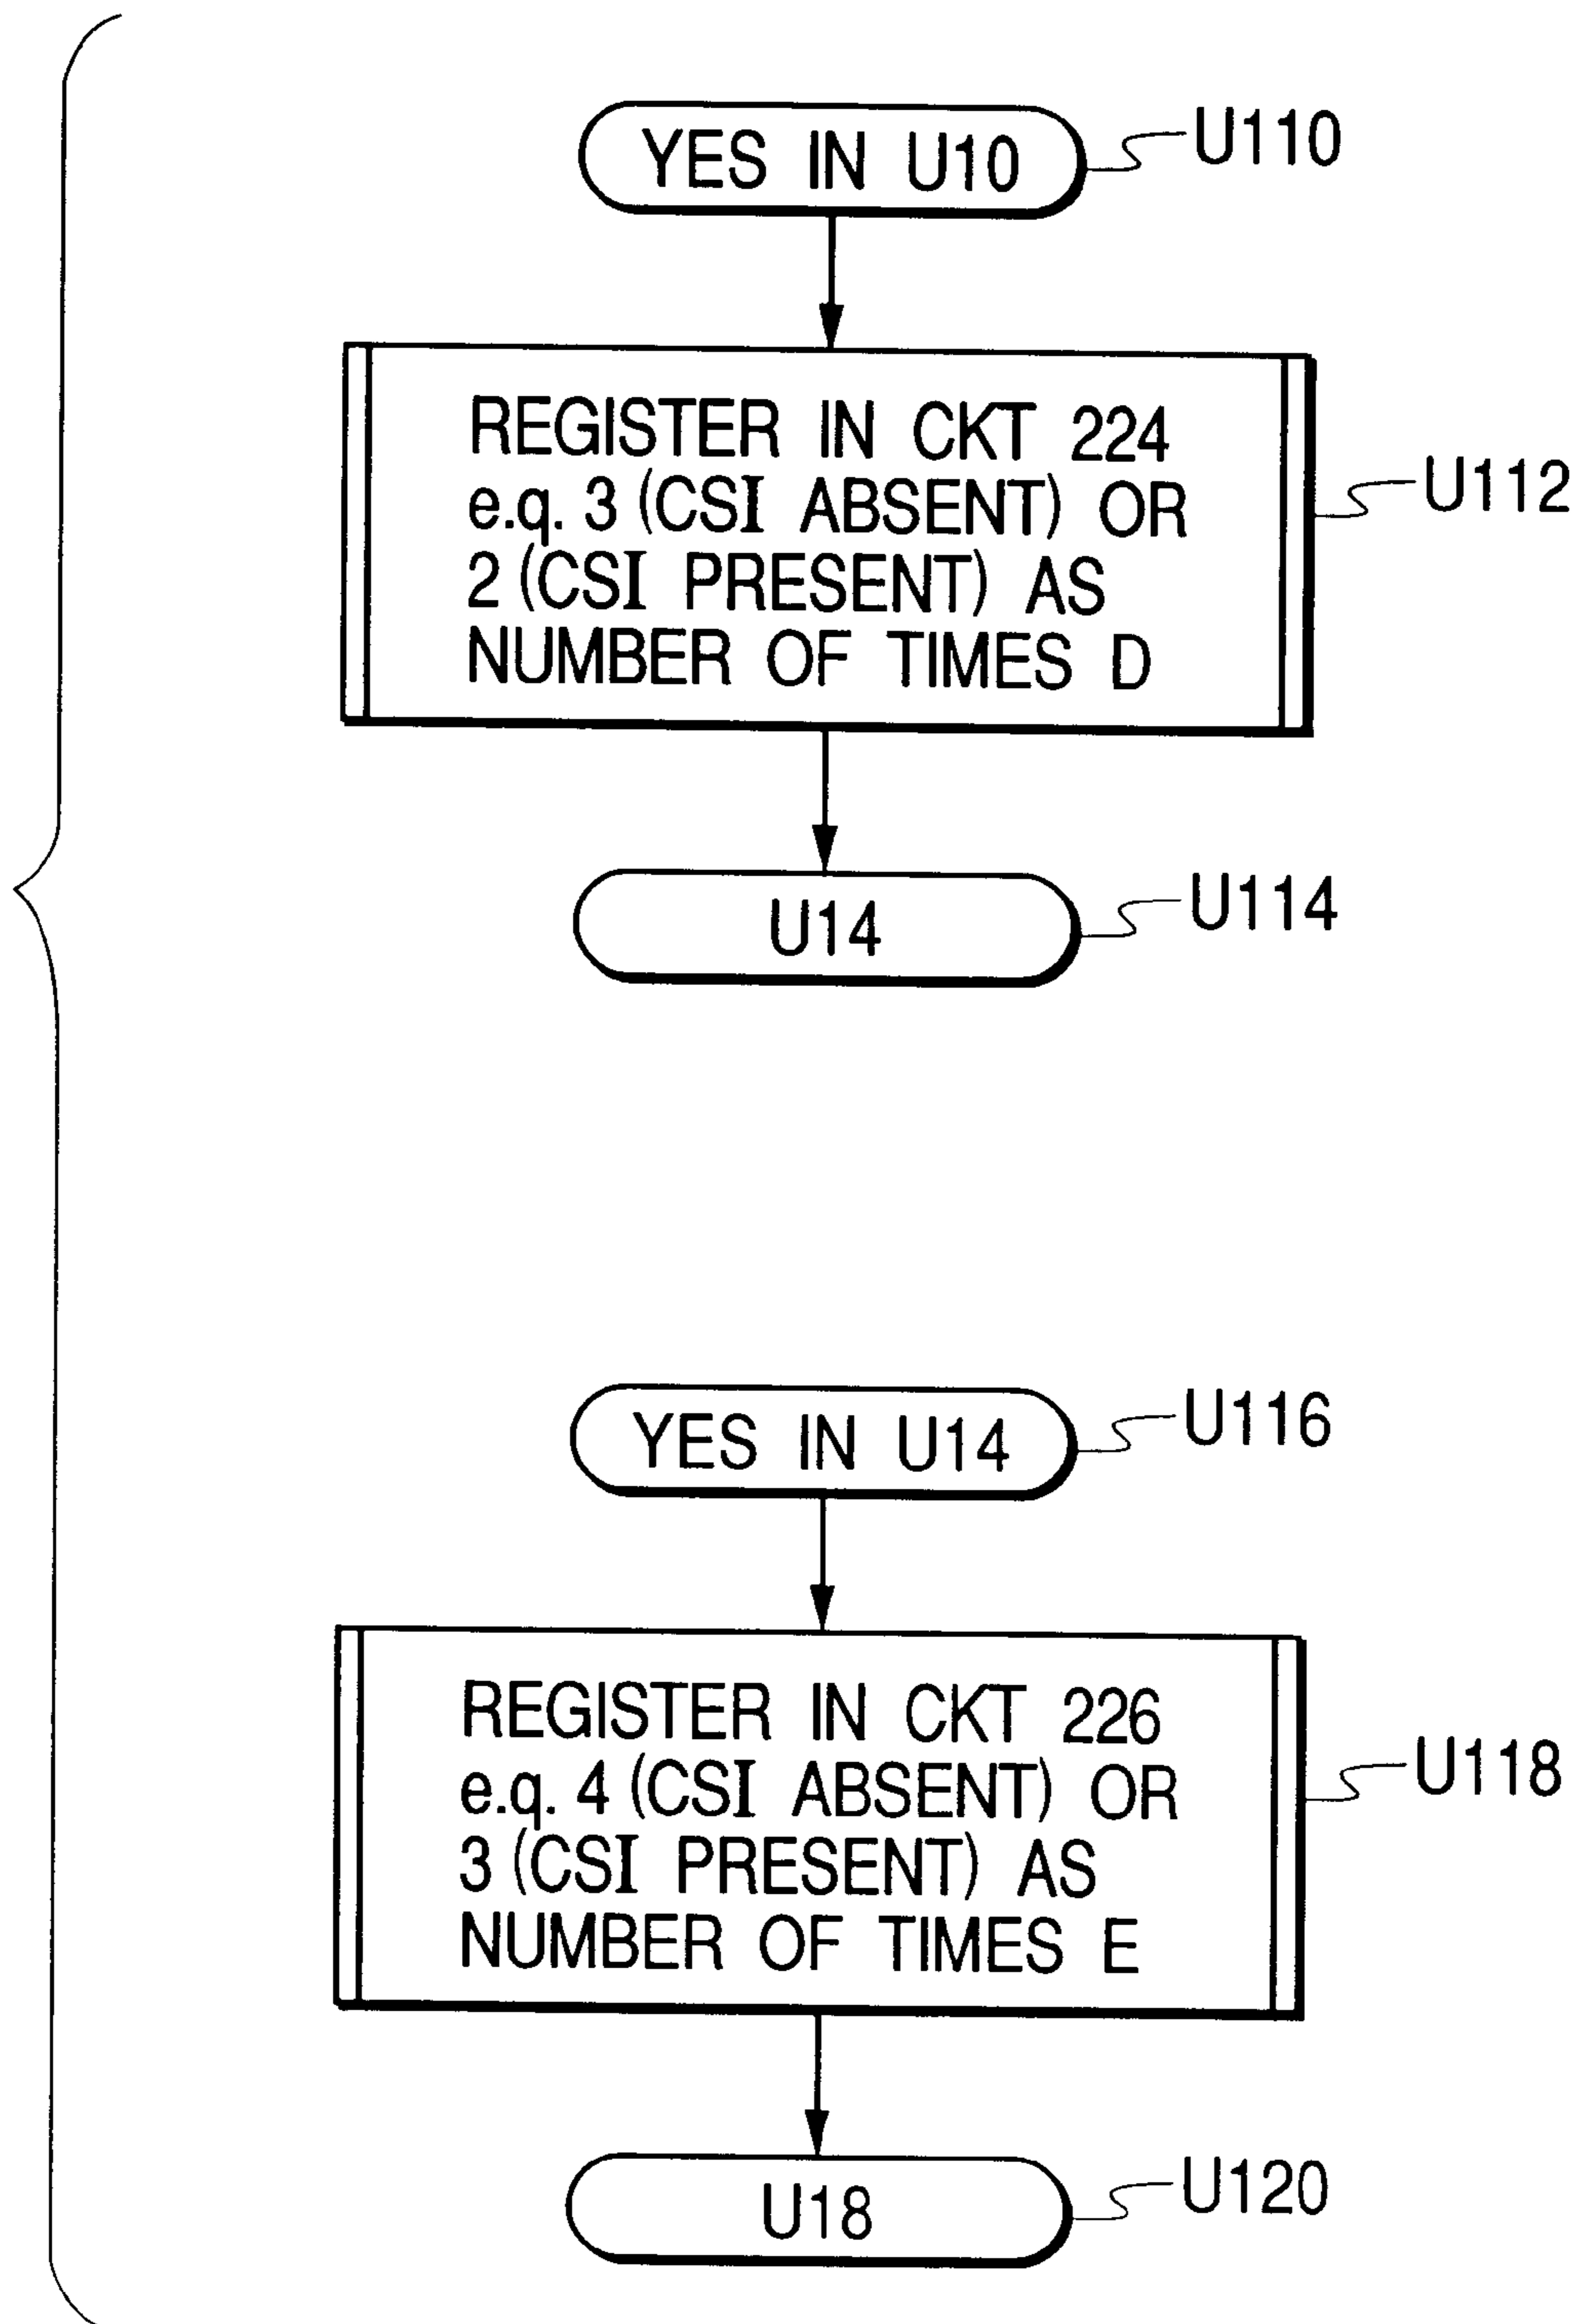 YES IN U10
U110
REGISTER IN CKT 224
e.q. 3 (CSI ABSENT) OR
2 (CSI PRESENT) AS
NUMBER OF TIMES D
U112
U14
U114
YES IN U14
U116
REGISTER IN CKT 226
e.q. 4 (CSI ABSENT) OR
3 (CSI PRESENT) AS
NUMBER OF TIMES E
U118
U18
U120